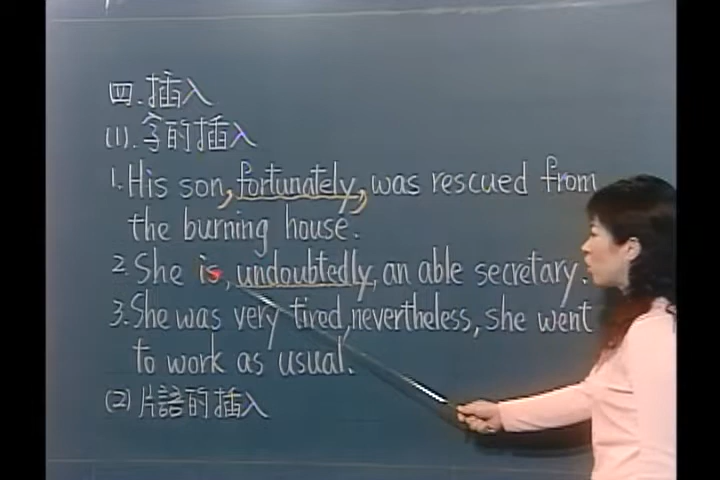 四.插入
(1).字的插入
1.His son, fortunately, was rescued from
the burning house.
2.She is, undoubtedly, an able secretary.
3.She was very tired, nevertheless, she went
to work as usual.
(2)片語的插入